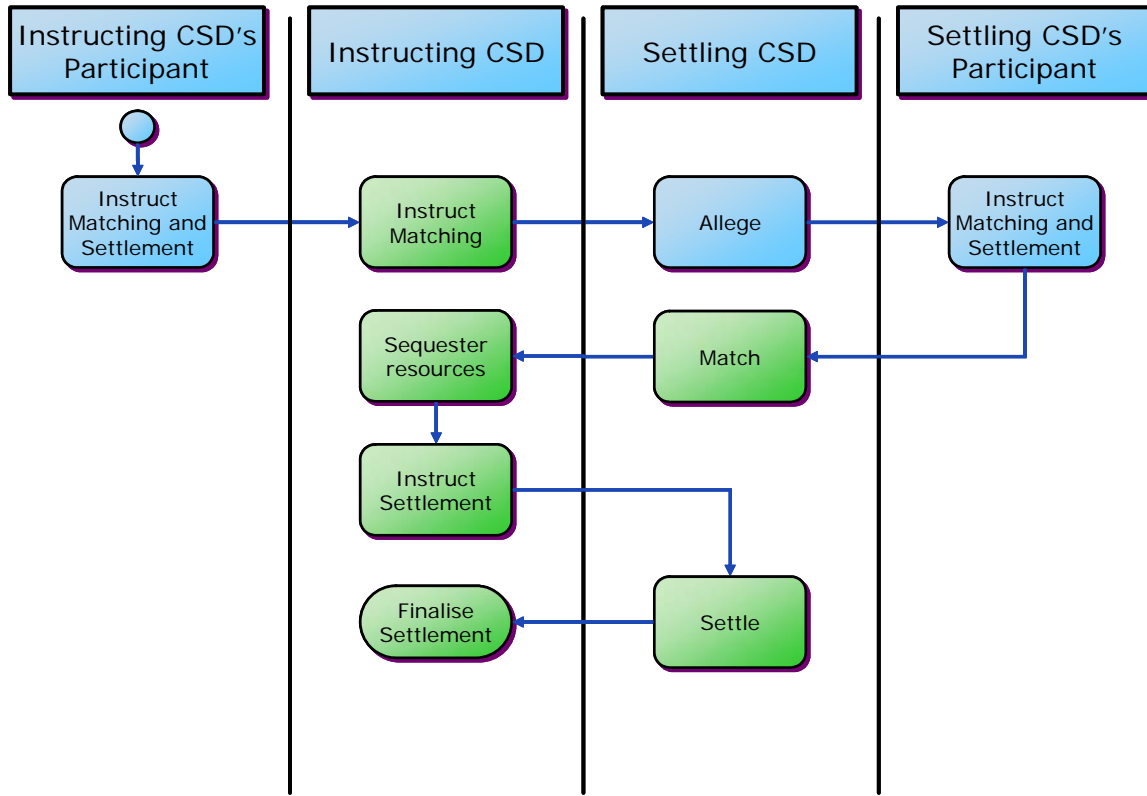 Instructing CSD's
Participant
Instructing CSD
Settling CSD
Settling CSD's
Participant
Instruct
Matching and
Settlement
Instruct
Matching
Allege
Instruct
Matching and
Settlement
Sequester
resources
Match
Instruct
Settlement
Finalise
Settlement
Settle